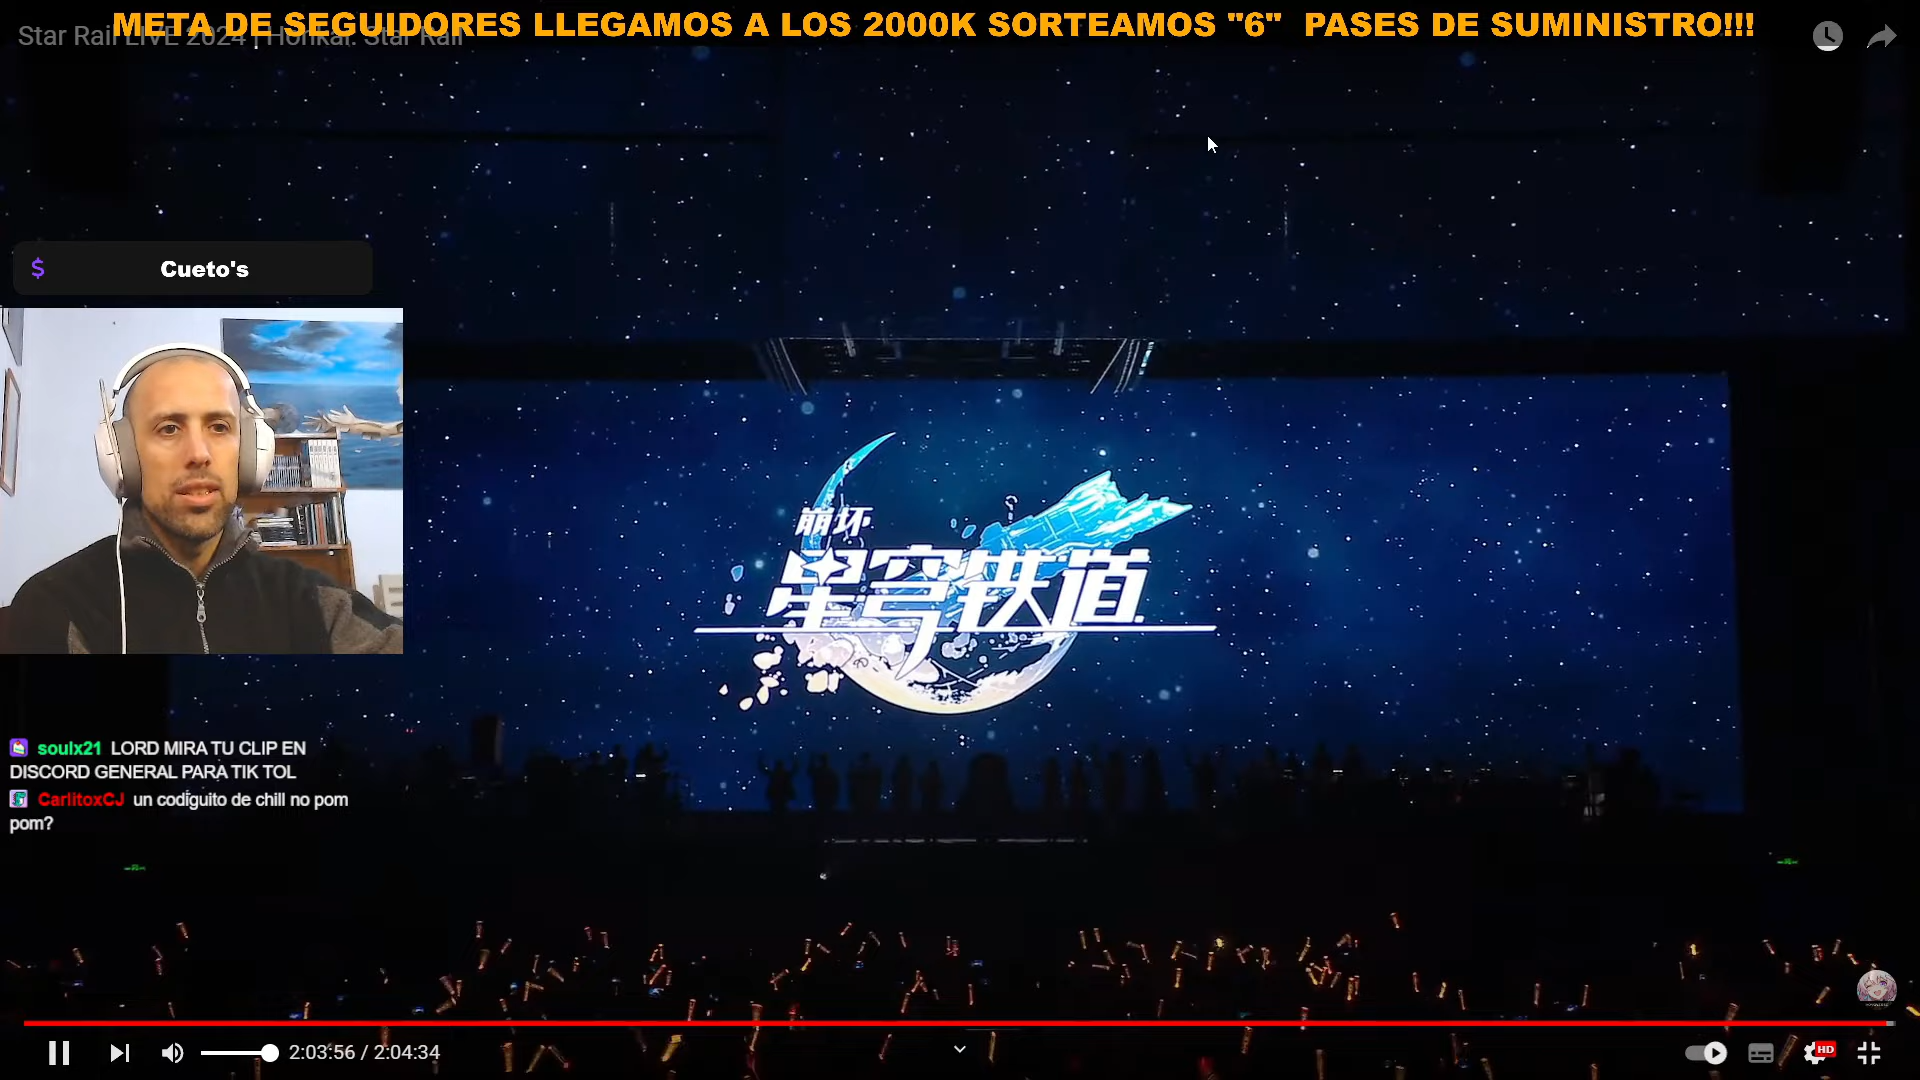 META DE SEGUIDORES LLEGAMOS A LOS 2000K SORTEAMOS "6" PASES DE SUMINISTRO!!!
Star Rail LIVE 2024 | Honkai: Star Rail
$ Cueto's
崩坏
星穹铁道
soulx21 LORD MIRA TU CLIP EN
DISCORD GENERAL PARA TIK TOL
CarlitoxCJ un codiguito de chill no pom
pom?
2:03:56 / 2:04:34
HD